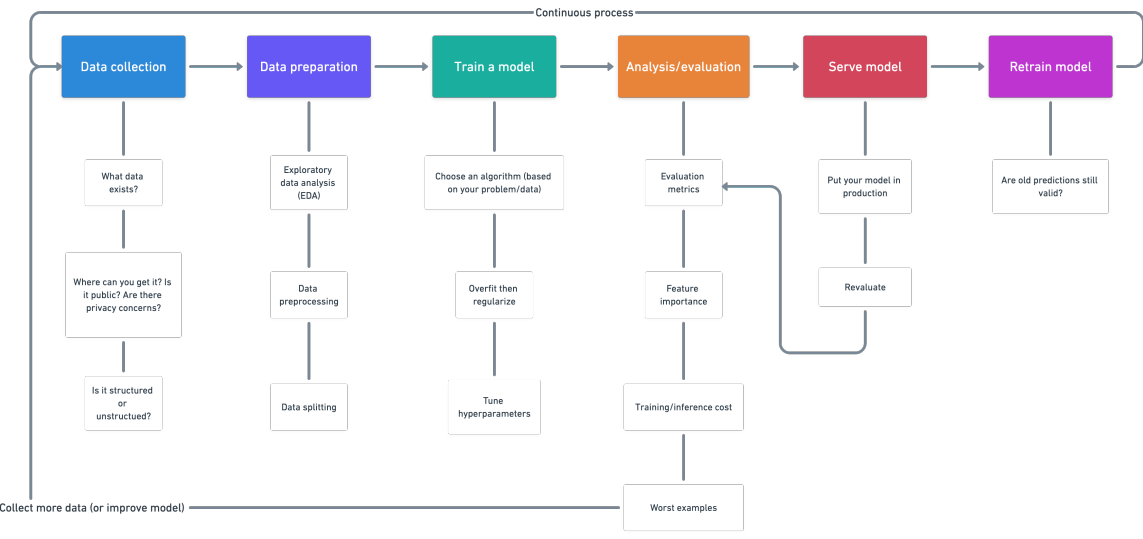 Continuous process
Data collection
Data preparation
Train a model
Analysis/evaluation
Serve model
Retrain model
What data
exists?
Exploratory
data analysis
(EDA)
Choose an algorithm (based
on your problem/data)
Evaluation
metrics
Put your model in
production
Are old predictions still
valid?
Where can you get it? Is
it public? Are there
privacy concerns?
Data
preprocessing
Overfit then
regularize
Feature
importance
Revaluate
Is it structured
or
unstructued?
Data splitting
Tune
hyperparameters
Training/inference cost
Collect more data (or improve model)
Worst examples